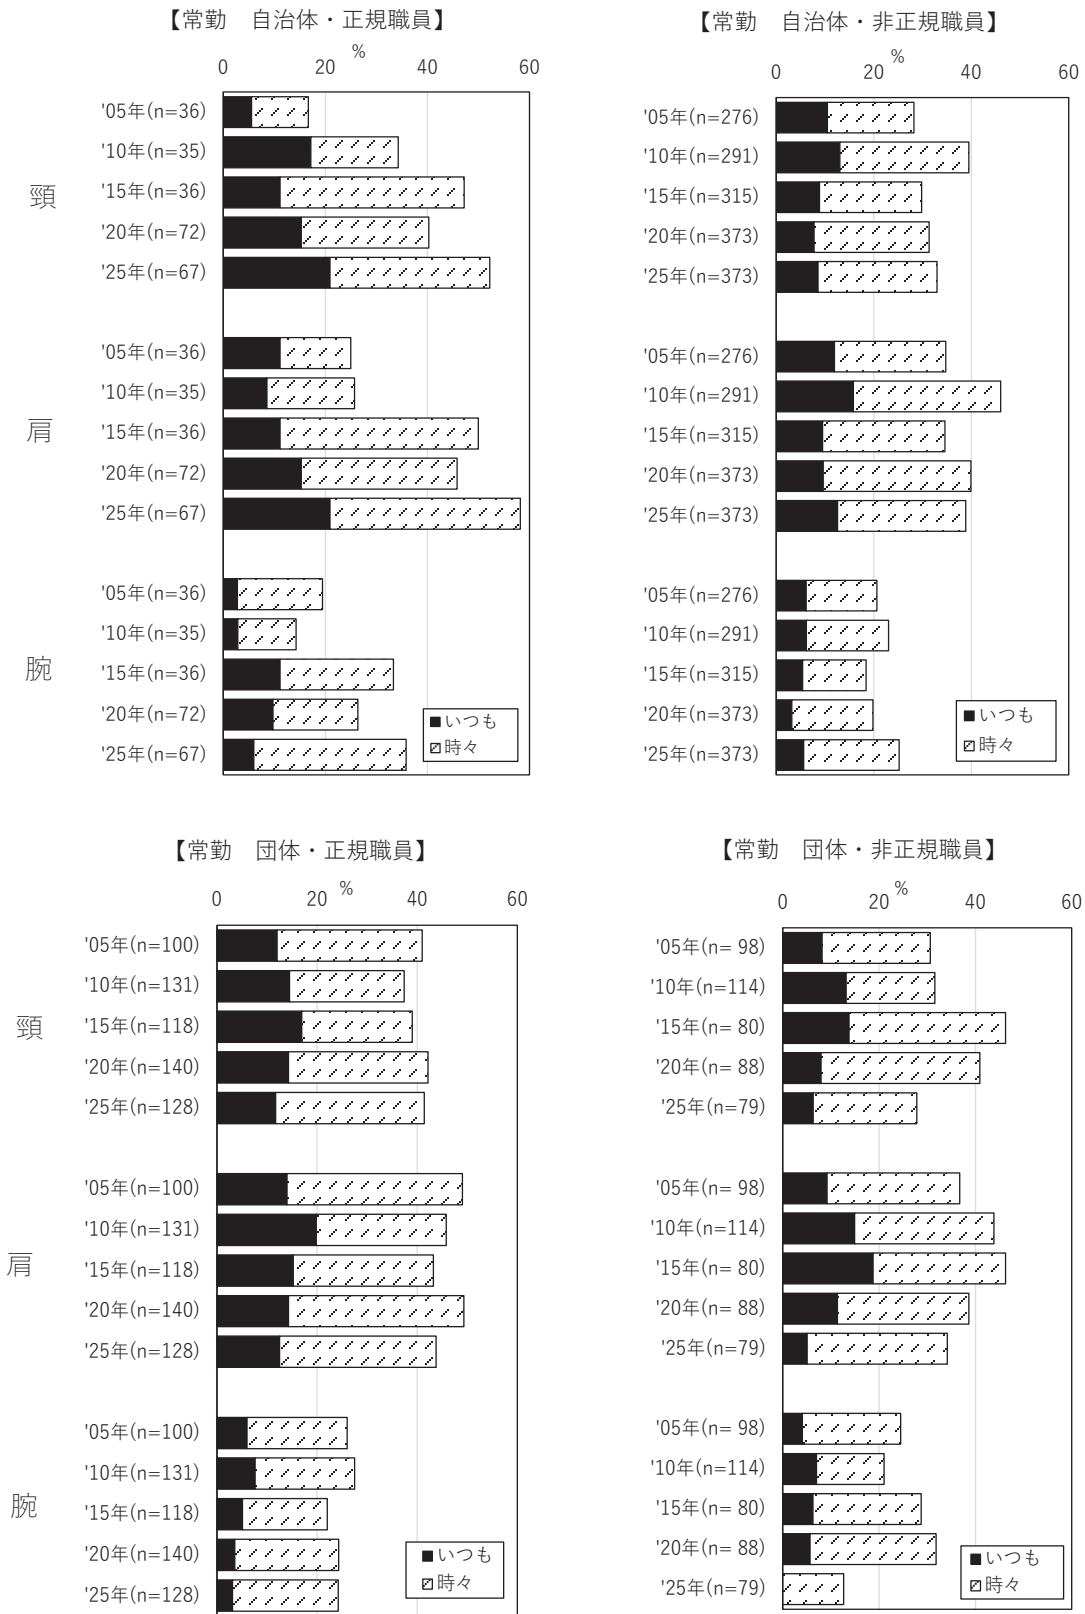 【常勤　自治体・正規職員】
%
0 20 40 60
頸
'05年(n=36)
'10年(n=35)
'15年(n=36)
'20年(n=72)
'25年(n=67)
肩
'05年(n=36)
'10年(n=35)
'15年(n=36)
'20年(n=72)
'25年(n=67)
腕
'05年(n=36)
'10年(n=35)
'15年(n=36)
'20年(n=72)
'25年(n=67)
いつも
時々
【常勤　自治体・非正規職員】
%
0 20 40 60
'05年(n=276)
'10年(n=291)
'15年(n=315)
'20年(n=373)
'25年(n=373)
'05年(n=276)
'10年(n=291)
'15年(n=315)
'20年(n=373)
'25年(n=373)
'05年(n=276)
'10年(n=291)
'15年(n=315)
'20年(n=373)
'25年(n=373)
いつも
時々
【常勤　団体・正規職員】
%
0 20 40 60
頸
'05年(n=100)
'10年(n=131)
'15年(n=118)
'20年(n=140)
'25年(n=128)
肩
'05年(n=100)
'10年(n=131)
'15年(n=118)
'20年(n=140)
'25年(n=128)
腕
'05年(n=100)
'10年(n=131)
'15年(n=118)
'20年(n=140)
'25年(n=128)
いつも
時々
【常勤　団体・非正規職員】
%
0 20 40 60
'05年(n= 98)
'10年(n=114)
'15年(n= 80)
'20年(n= 88)
'25年(n=79)
'05年(n= 98)
'10年(n=114)
'15年(n= 80)
'20年(n= 88)
'25年(n=79)
'05年(n= 98)
'10年(n=114)
'15年(n= 80)
'20年(n= 88)
'25年(n=79)
いつも
時々